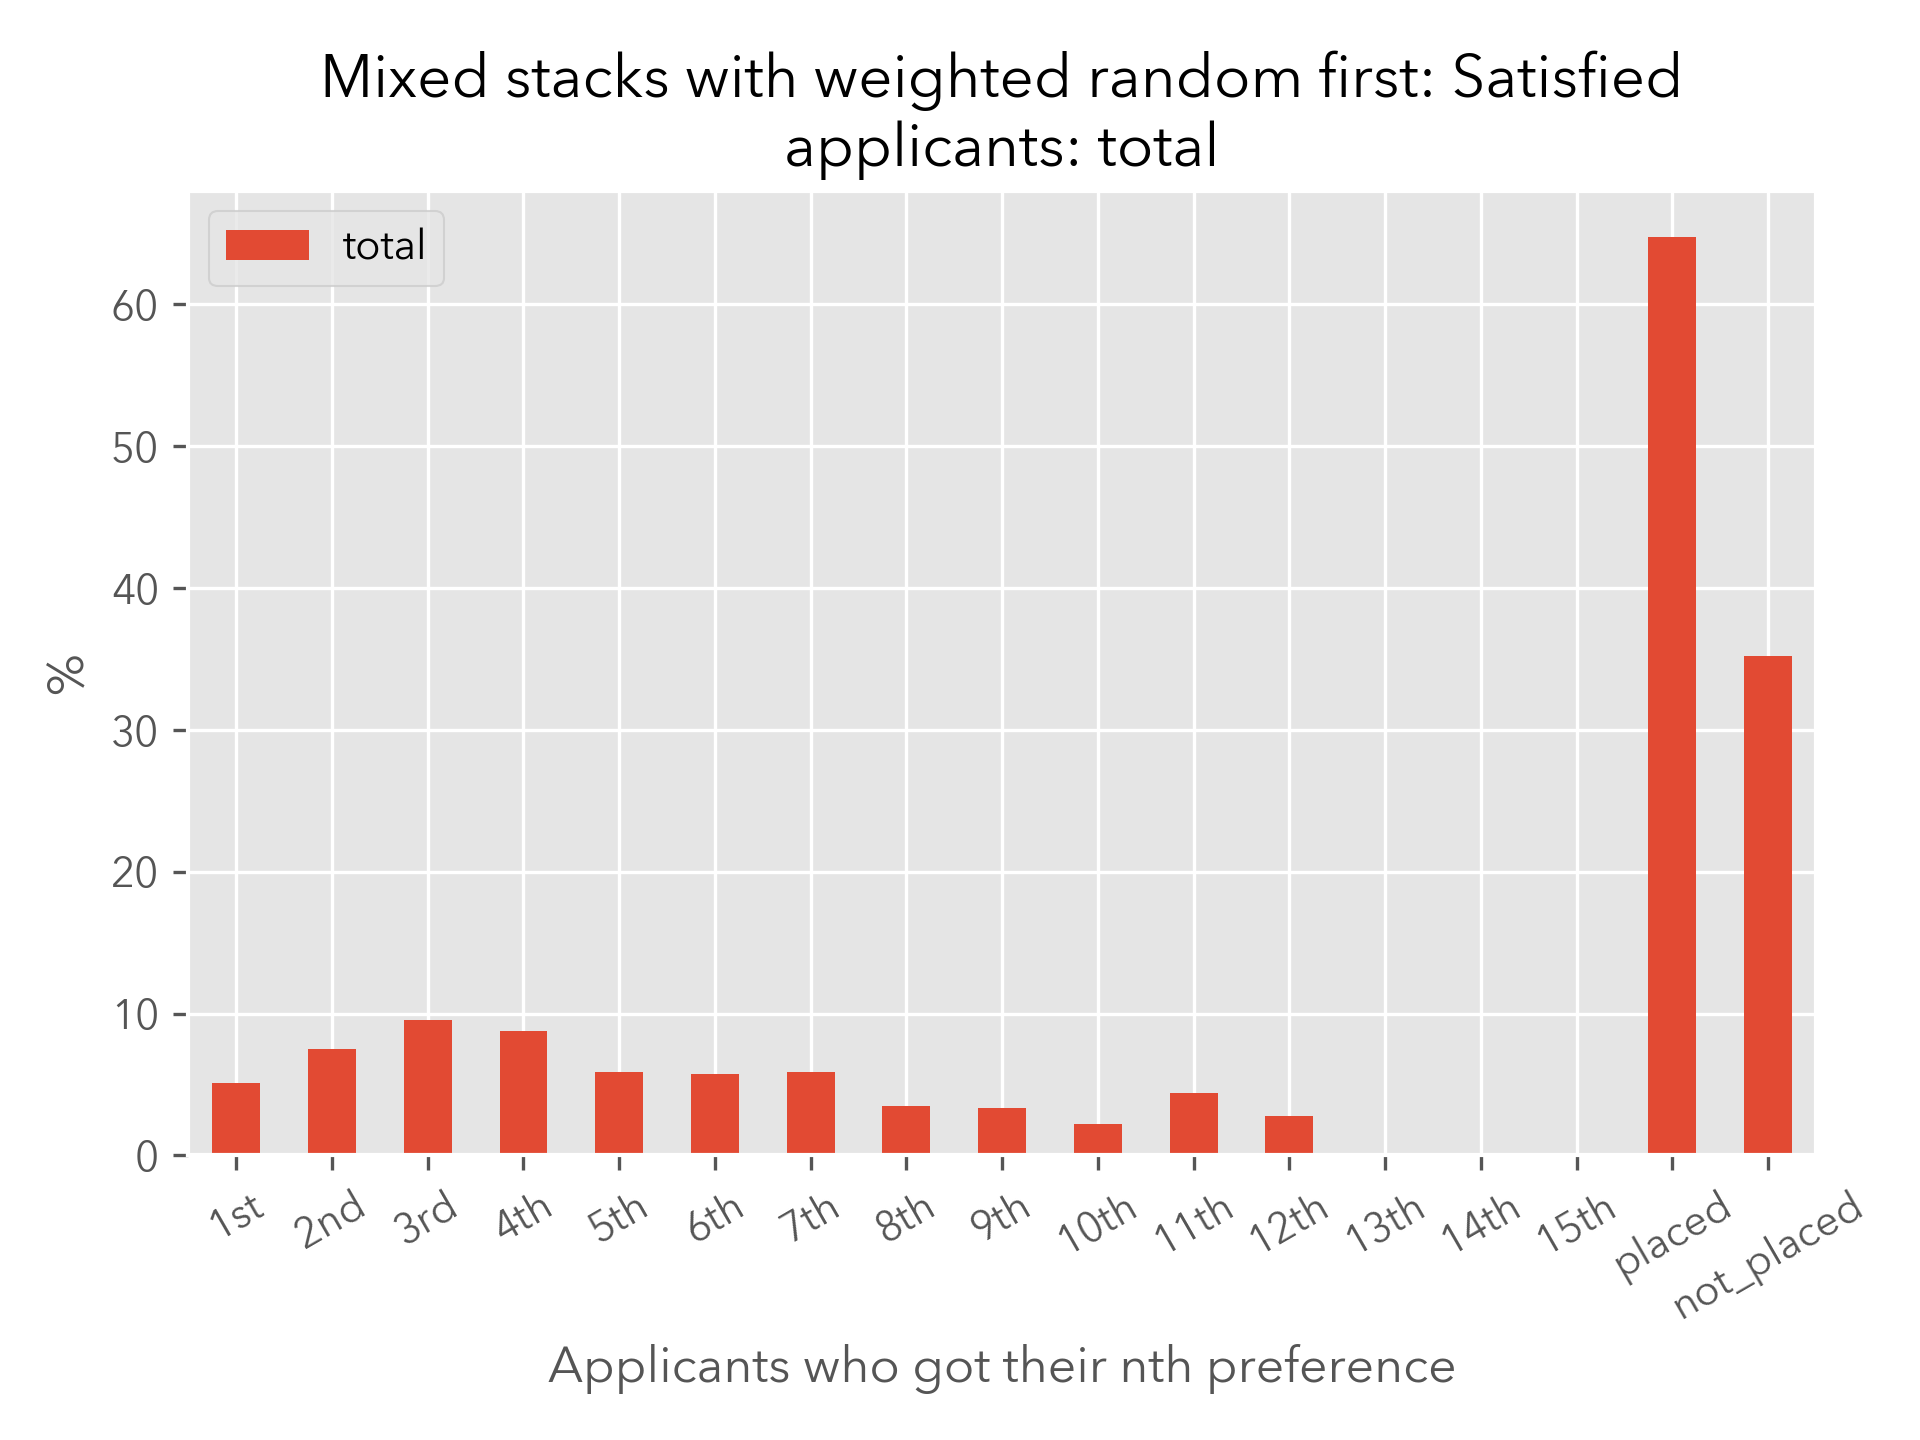 Mixed stacks with weighted random first: Satisfied
applicants: total
total
60
50
40
30
20
10
0
%
1st
2nd
3rd
4th
5th
6th
7th
8th
9th
10th
11th
12th
13th
14th
15th
placed
not_placed
Applicants who got their nth preference